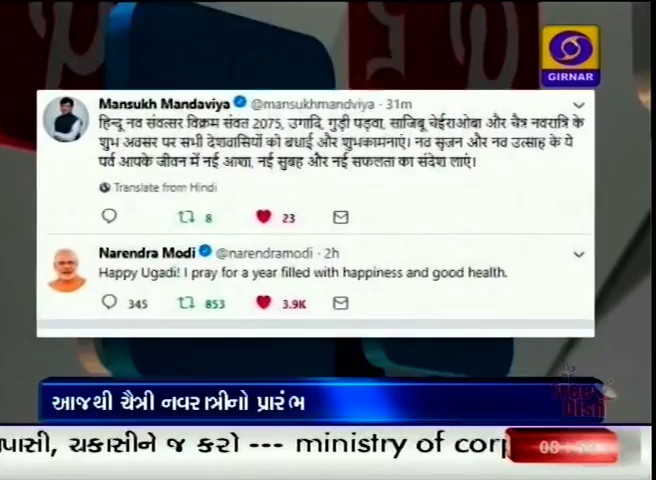 GIRNAR
Mansukh Mandaviya @mansukhmandviya · 31m
हिन्दू नव संवत्सर विक्रम संवत 2075, उगादि, गुड़ी पड़वा, साजिबू चेईराओबा और चैत्र नवरात्रि के
शुभ अवसर पर सभी देशवासियों को बधाई और शुभकामनाएं। नव सृजन और नव उत्साह के ये
पर्व आपके जीवन में नई आशा, नई सुबह और नई सफलता का संदेश लाएं।
Translate from Hindi
8 23
Narendra Modi @narendramodi · 2h
Happy Ugadi! I pray for a year filled with happiness and good health.
345 853 3.9K
આજથી ચૈત્રી નવરાત્રીનો પ્રારંભ
Free Dish
પાસી, ચકાસીને જ કરો --- ministry of corp